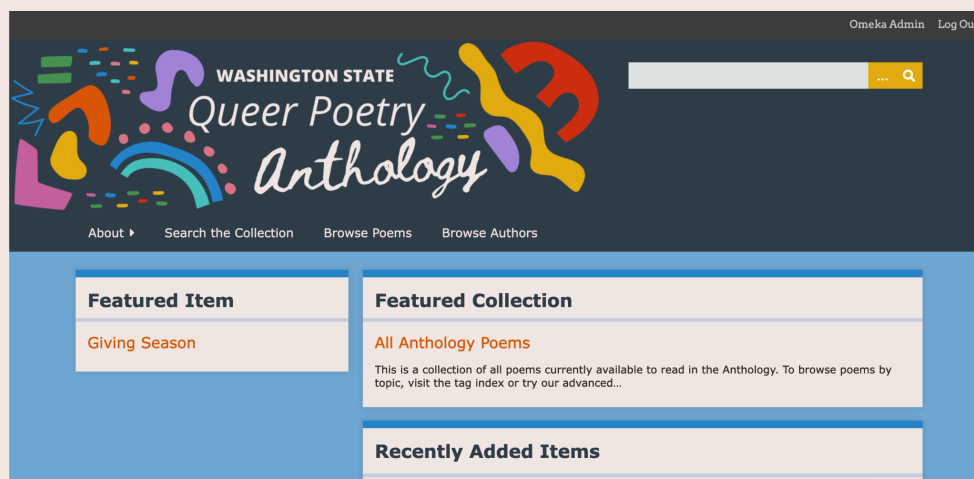 Omeka Admin Log Ou
WASHINGTON STATE
Queer Poetry
Anthology
...
About Search the Collection Browse Poems Browse Authors
Featured Item
Giving Season
Featured Collection
All Anthology Poems
This is a collection of all poems currently available to read in the Anthology. To browse poems by
topic, visit the tag index or try our advanced...
Recently Added Items